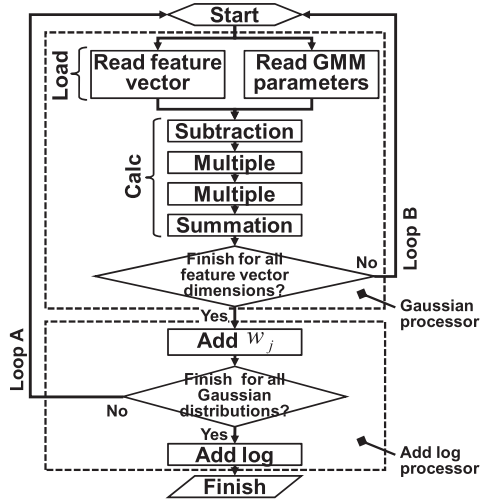 Start
Load
Read feature
vector
Read GMM
parameters
Calc
Subtraction
Multiple
Multiple
Summation
Finish for all
feature vector
dimensions?
No
Loop B
Gaussian
processor
Yes
Add w j
Loop A
Finish for all
Gaussian
distributions?
No
Yes
Add log
Add log
processor
Finish